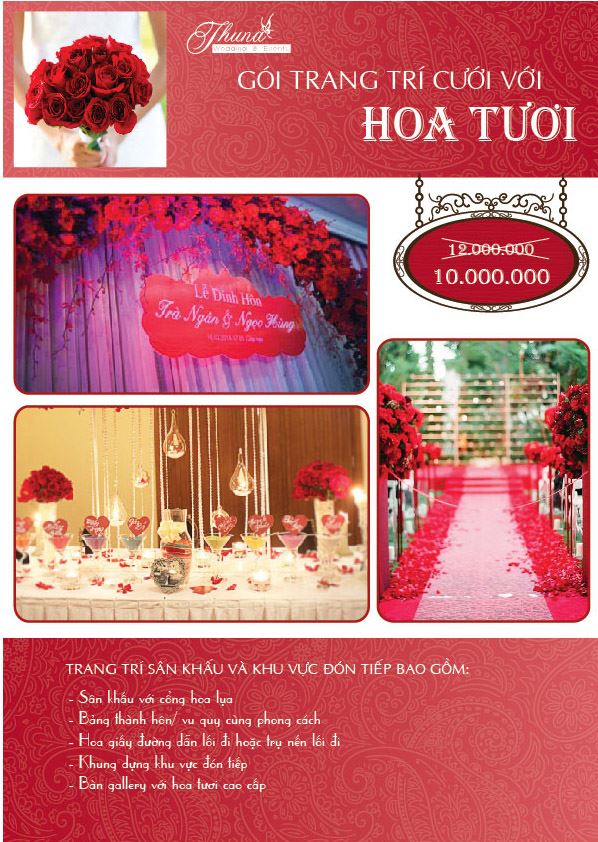 Thuna
Wedding & Events
GÓI TRANG TRÍ CƯỚI VỚI
HOA TƯƠI
12.000.000
10.000.000
Lễ Đính Hôn
Trà Ngân & Ngọc Hùng
TRANG TRÍ SÂN KHẤU VÀ KHU VỰC ĐÓN TIẾP BAO GỒM:
- Sân khấu với cổng hoa lụa
- Bảng thành hên/ vu quy cùng phong cách
- Hoa giấy đường dẫn lối đi hoặc trụ nến lối đi
- Khung dựng khu vực đón tiếp
- Bàn gallery với hoa tươi cao cấp